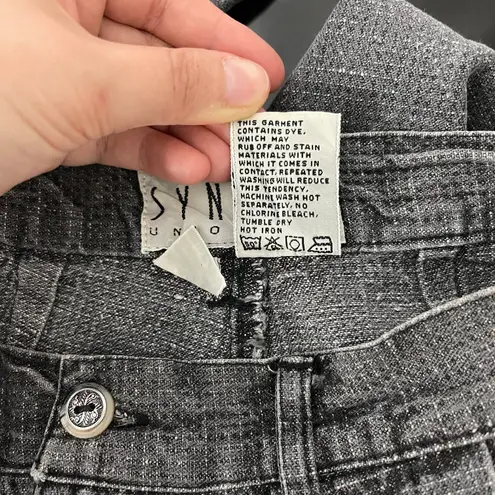 THIS GARMENT
CONTAINS DYE,
WHICH MAY
RUB OFF AND STAIN
MATERIALS WITH
WHICH IT COMES IN
CONTACT, REPEATED
WASHING WILL REDUCE
THIS TENDENCY.
MACHINE WASH HOT
SEPARATELY, NO
CHLORINE BLEACH,
TUMBLE DRY
HOT IRON
SYN
UNO